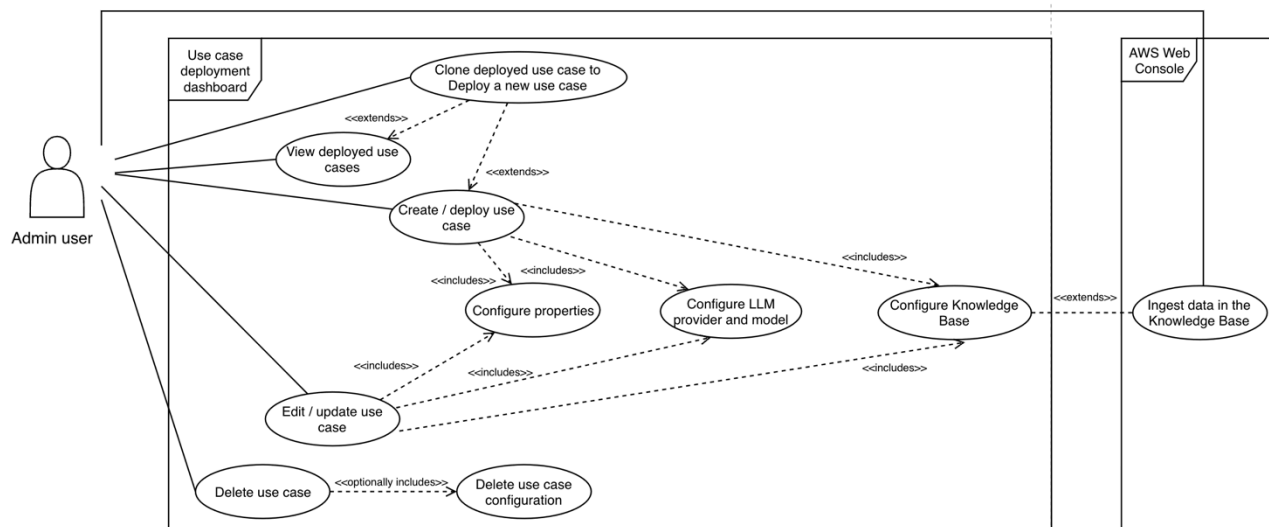 Use case
deployment
dashboard
AWS Web
Console
Clone deployed use case to
Deploy a new use case
<<extends>>
View deployed use
cases
<<extends>>
Admin user
Create / deploy use
case
<<includes>>
<<includes>>
<<includes>>
Configure properties
Configure LLM
provider and model
Configure Knowledge
Base
<<extends>>
Ingest data in the
Knowledge Base
<<includes>>
<<includes>>
<<includes>>
Edit / update use
case
Delete use case
<<optionally includes>>
Delete use case
configuration